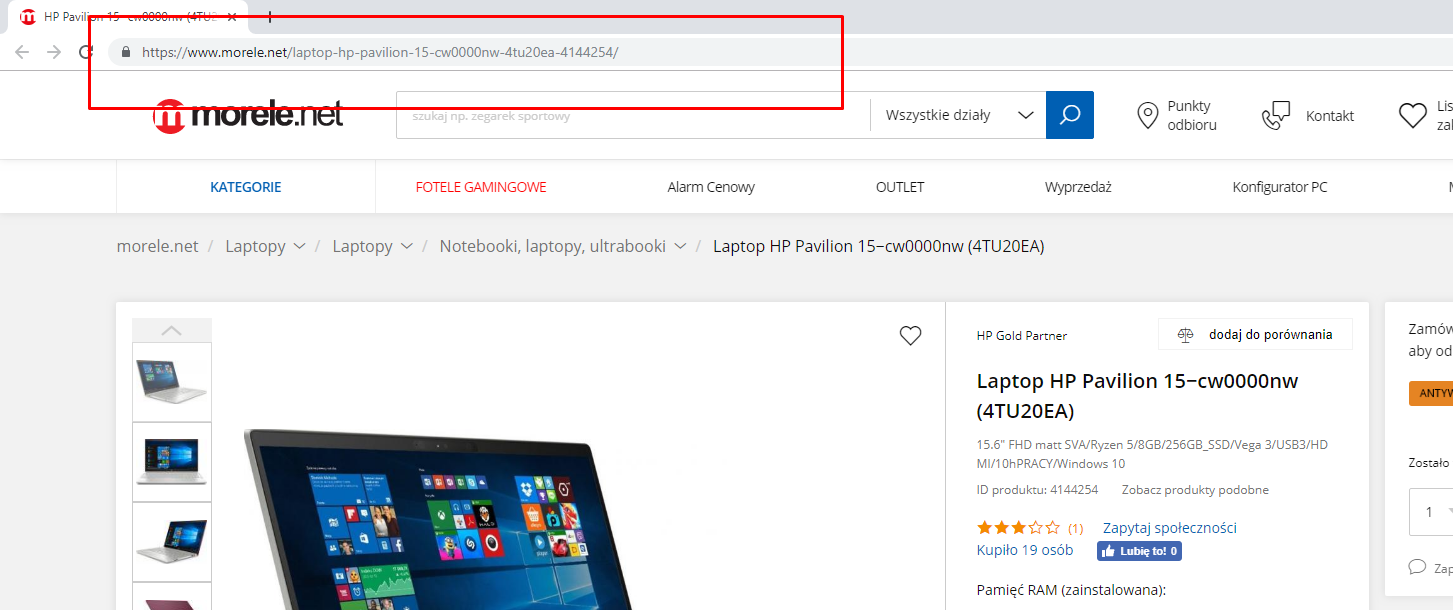 HP Pavilion 15-cw0000nw (4TU2
https://www.morele.net/laptop-hp-pavilion-15-cw0000nw-4tu20ea-4144254/
morele.net
szukaj np. zegarek sportowy
Wszystkie działy
Punkty
odbioru
Kontakt
Lis
zak
KATEGORIE
FOTELE GAMINGOWE
Alarm Cenowy
OUTLET
Wyprzedaż
Konfigurator PC
morele.net / Laptopy / Laptopy / Notebooki, laptopy, ultrabooki / Laptop HP Pavilion 15-cw0000nw (4TU20EA)
HP Gold Partner
dodaj do porównania
Laptop HP Pavilion 15-cw0000nw
(4TU20EA)
15.6" FHD matt SVA/Ryzen 5/8GB/256GB_SSD/Vega 3/USB3/HD
MI/10hPRACY/Windows 10
ID produktu: 4144254
Zobacz produkty podobne
(1)
Zapytaj społeczności
Kupiło 19 osób
Lubię to! 0
Pamięć RAM (zainstalowana):
Zamów
aby od
ANTYW
Zostało
1
Zap